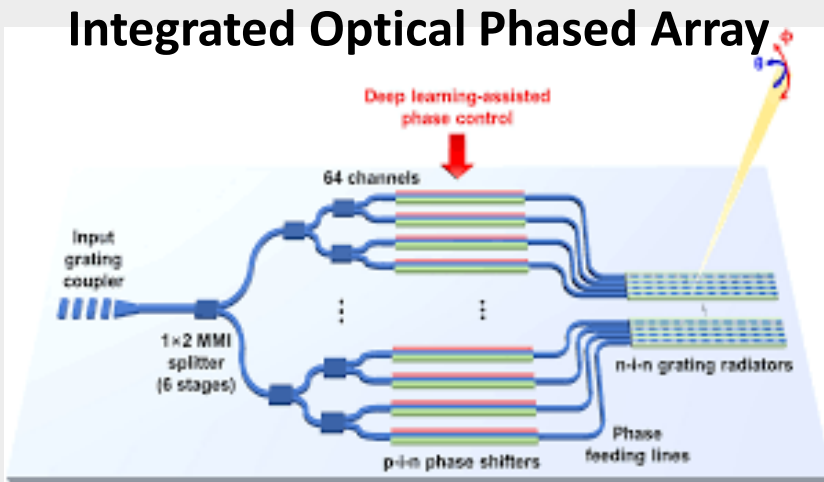 Integrated Optical Phased Array
ϕ
θ
Deep learning-assisted
phase control
64 channels
Input
grating
coupler
1×2 MMI
splitter
(6 stages)
n-i-n grating radiators
Phase
feeding lines
p-i-n phase shifters